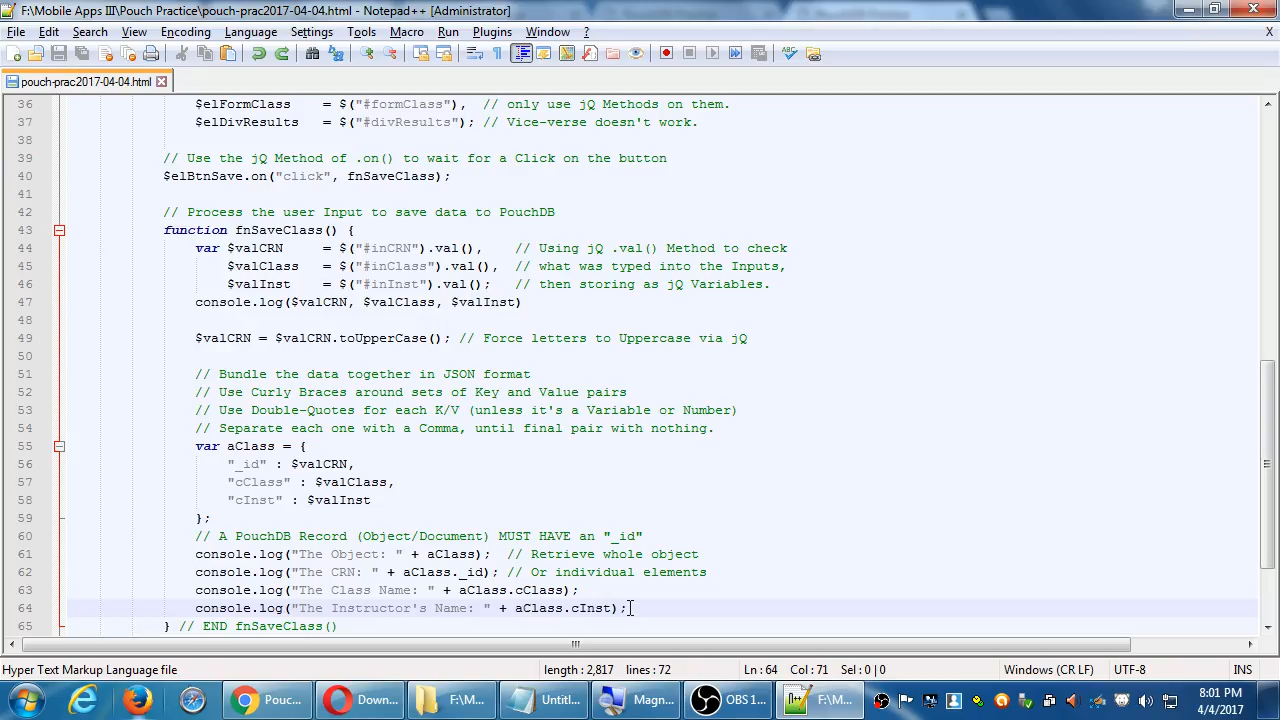 F:\Mobile Apps III\Pouch Practice\pouch-prac2017-04-04.html - Notepad++ [Administrator]
File Edit Search View Encoding Language Settings Tools Macro Run Plugins Window ? X
pouch-prac2017-04-04.html
36 $elFormClass = $("#formClass"), // only use jQ Methods on them.
37 $elDivResults = $("#divResults"); // Vice-verse doesn't work.
38
39 // Use the jQ Method of .on() to wait for a Click on the button
40 $elBtnSave.on("click", fnSaveClass);
41
42 // Process the user Input to save data to PouchDB
43 function fnSaveClass() {
44 var $valCRN = $("#inCRN").val(), // Using jQ .val() Method to check
45 $valClass = $("#inClass").val(), // what was typed into the Inputs,
46 $valInst = $("#inInst").val(); // then storing as jQ Variables.
47 console.log($valCRN, $valClass, $valInst)
48
49 $valCRN = $valCRN.toUpperCase(); // Force letters to Uppercase via jQ
50
51 // Bundle the data together in JSON format
52 // Use Curly Braces around sets of Key and Value pairs
53 // Use Double-Quotes for each K/V (unless it's a Variable or Number)
54 // Separate each one with a Comma, until final pair with nothing.
55 var aClass = {
56 "_id" : $valCRN,
57 "cClass" : $valClass,
58 "cInst" : $valInst
59 };
60 // A PouchDB Record (Object/Document) MUST HAVE an "_id"
61 console.log("The Object: " + aClass); // Retrieve whole object
62 console.log("The CRN: " + aClass._id); // Or individual elements
63 console.log("The Class Name: " + aClass.cClass);
64 console.log("The Instructor's Name: " + aClass.cInst);
65 } // END fnSaveClass()
Hyper Text Markup Language file length : 2,817 lines : 72 Ln : 64 Col : 71 Sel : 0 | 0 Windows (CR LF) UTF-8 INS
Pouc... Down... F:\M... Untitl... Magn... OBS 1... F:\M... 8:01 PM
4/4/2017